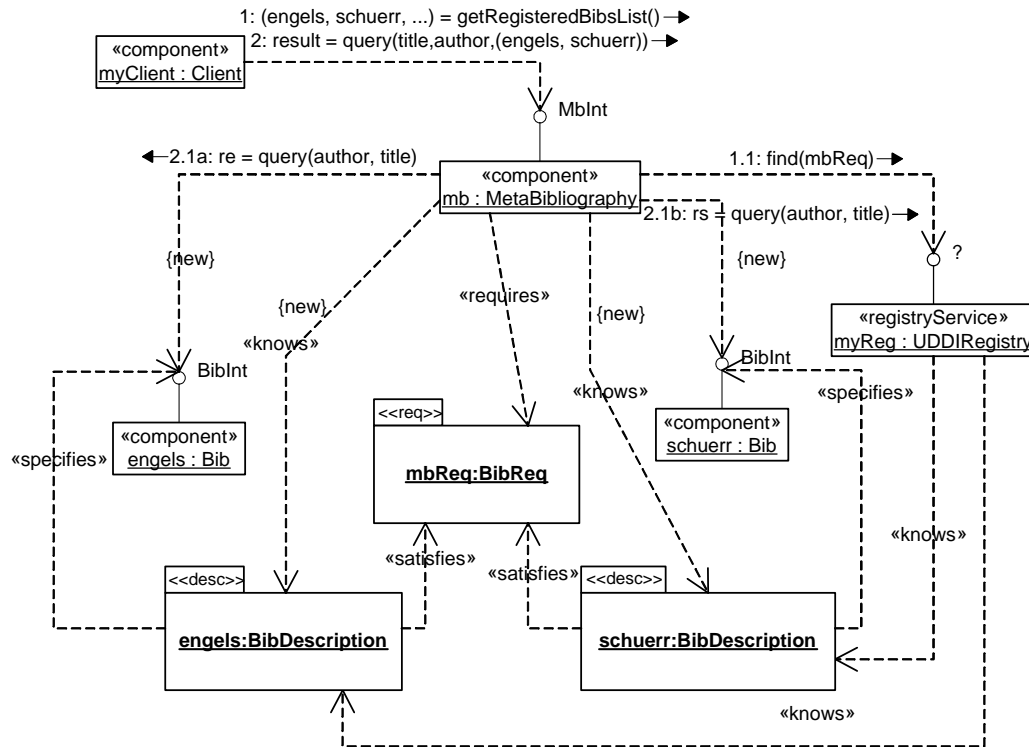 1: (engels, schuerr, ...) = getRegisteredBibsList()
2: result = query(title,author,(engels, schuerr))
«component»
myClient : Client
MbInt
2.1a: re = query(author, title)
1.1: find(mbReq)
«component»
mb : MetaBibliography
2.1b: rs = query(author, title)
{new}
{new}
?
«requires»
{new}
{new}
«registryService»
myReg : UDDIRegistry
«knows»
BibInt
BibInt
«knows»
«specifies»
<<req>>
«component»
engels : Bib
«component»
schuerr : Bib
«specifies»
mbReq:BibReq
«knows»
«satisfies»
«satisfies»
<<desc>>
<<desc>>
engels:BibDescription
schuerr:BibDescription
«knows»